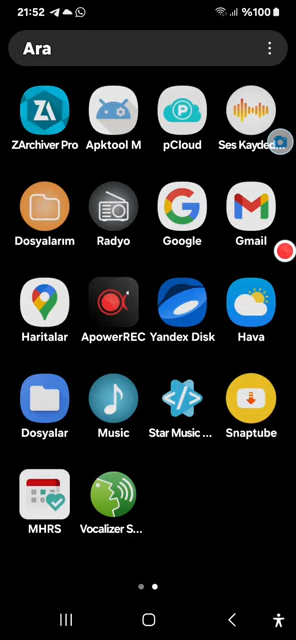 21:52 %100
Ara
ZArchiver Pro Apktool M pCloud Ses Kayded...
Dosyalarım Radyo Google Gmail
Haritalar ApowerREC Yandex Disk Hava
Dosyalar Music Star Music ... Snaptube
MHRS Vocalizer S...